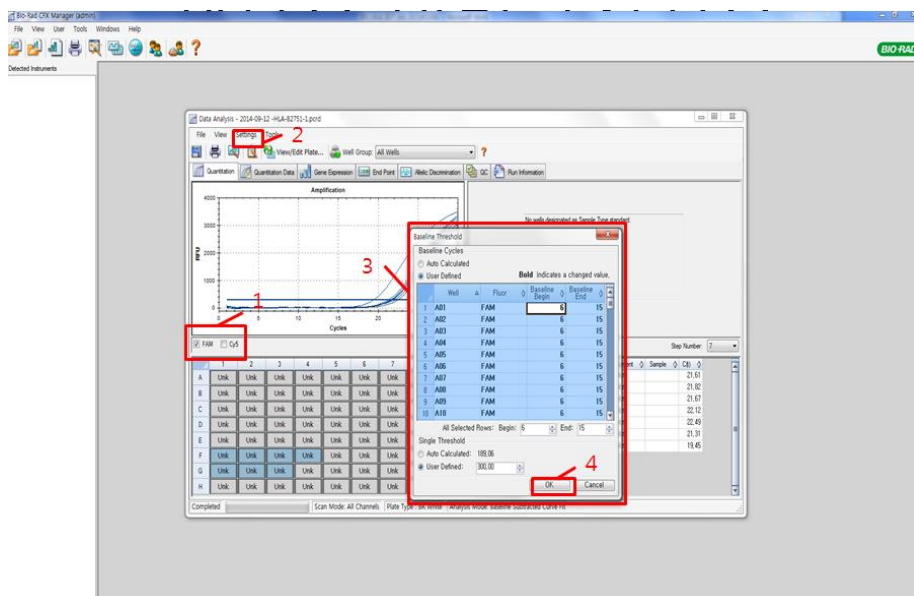 Bio-Rad CFX Manager (admin)
File View User Tools Windows Help
BIO-RAD
Detected Instruments
Data Analysis - 2014-09-12 -HLA-B2751-1.pcrd
File View Settings Tools 2
View/Edit Plate... Well Group: All Wells
Quantitation Quantitation Data Gene Expression End Point Allelic Discrimination QC Run Information
Amplification
No wells designated as Sample Type standard
4000
3000
2000
1000
0
RFU
0 5 10 15 20
Cycles
1
FAM Cy5
3
Baseline Threshold
Baseline Cycles
Auto Calculated
User Defined Bold indicates a changed value.
Well Fluor Baseline Begin Baseline End
1 A01 FAM 6 15
2 A02 FAM 6 15
3 A03 FAM 6 15
4 A04 FAM 6 15
5 A05 FAM 6 15
6 A06 FAM 6 15
7 A07 FAM 6 15
8 A08 FAM 6 15
9 A09 FAM 6 15
10 A10 FAM 6 15
All Selected Rows: Begin: 6 End: 15
Single Threshold
Auto Calculated: 189,06
User Defined: 300,00
4
OK Cancel
Step Number: 7
1 2 3 4 5 6 7
A Unk Unk Unk Unk Unk Unk Unk
B Unk Unk Unk Unk Unk Unk Unk
C Unk Unk Unk Unk Unk Unk Unk
D Unk Unk Unk Unk Unk Unk Unk
E Unk Unk Unk Unk Unk Unk Unk
F Unk Unk Unk Unk Unk Unk Unk
G Unk Unk Unk Unk Unk Unk Unk
H Unk Unk Unk Unk Unk Unk Unk
Sample C(t)
21,61
21,82
21,67
22,12
22,49
21,31
19,45
Completed Scan Mode: All Channels Plate Type : BR White Analysis Mode: Baseline Subtracted Curve Fit